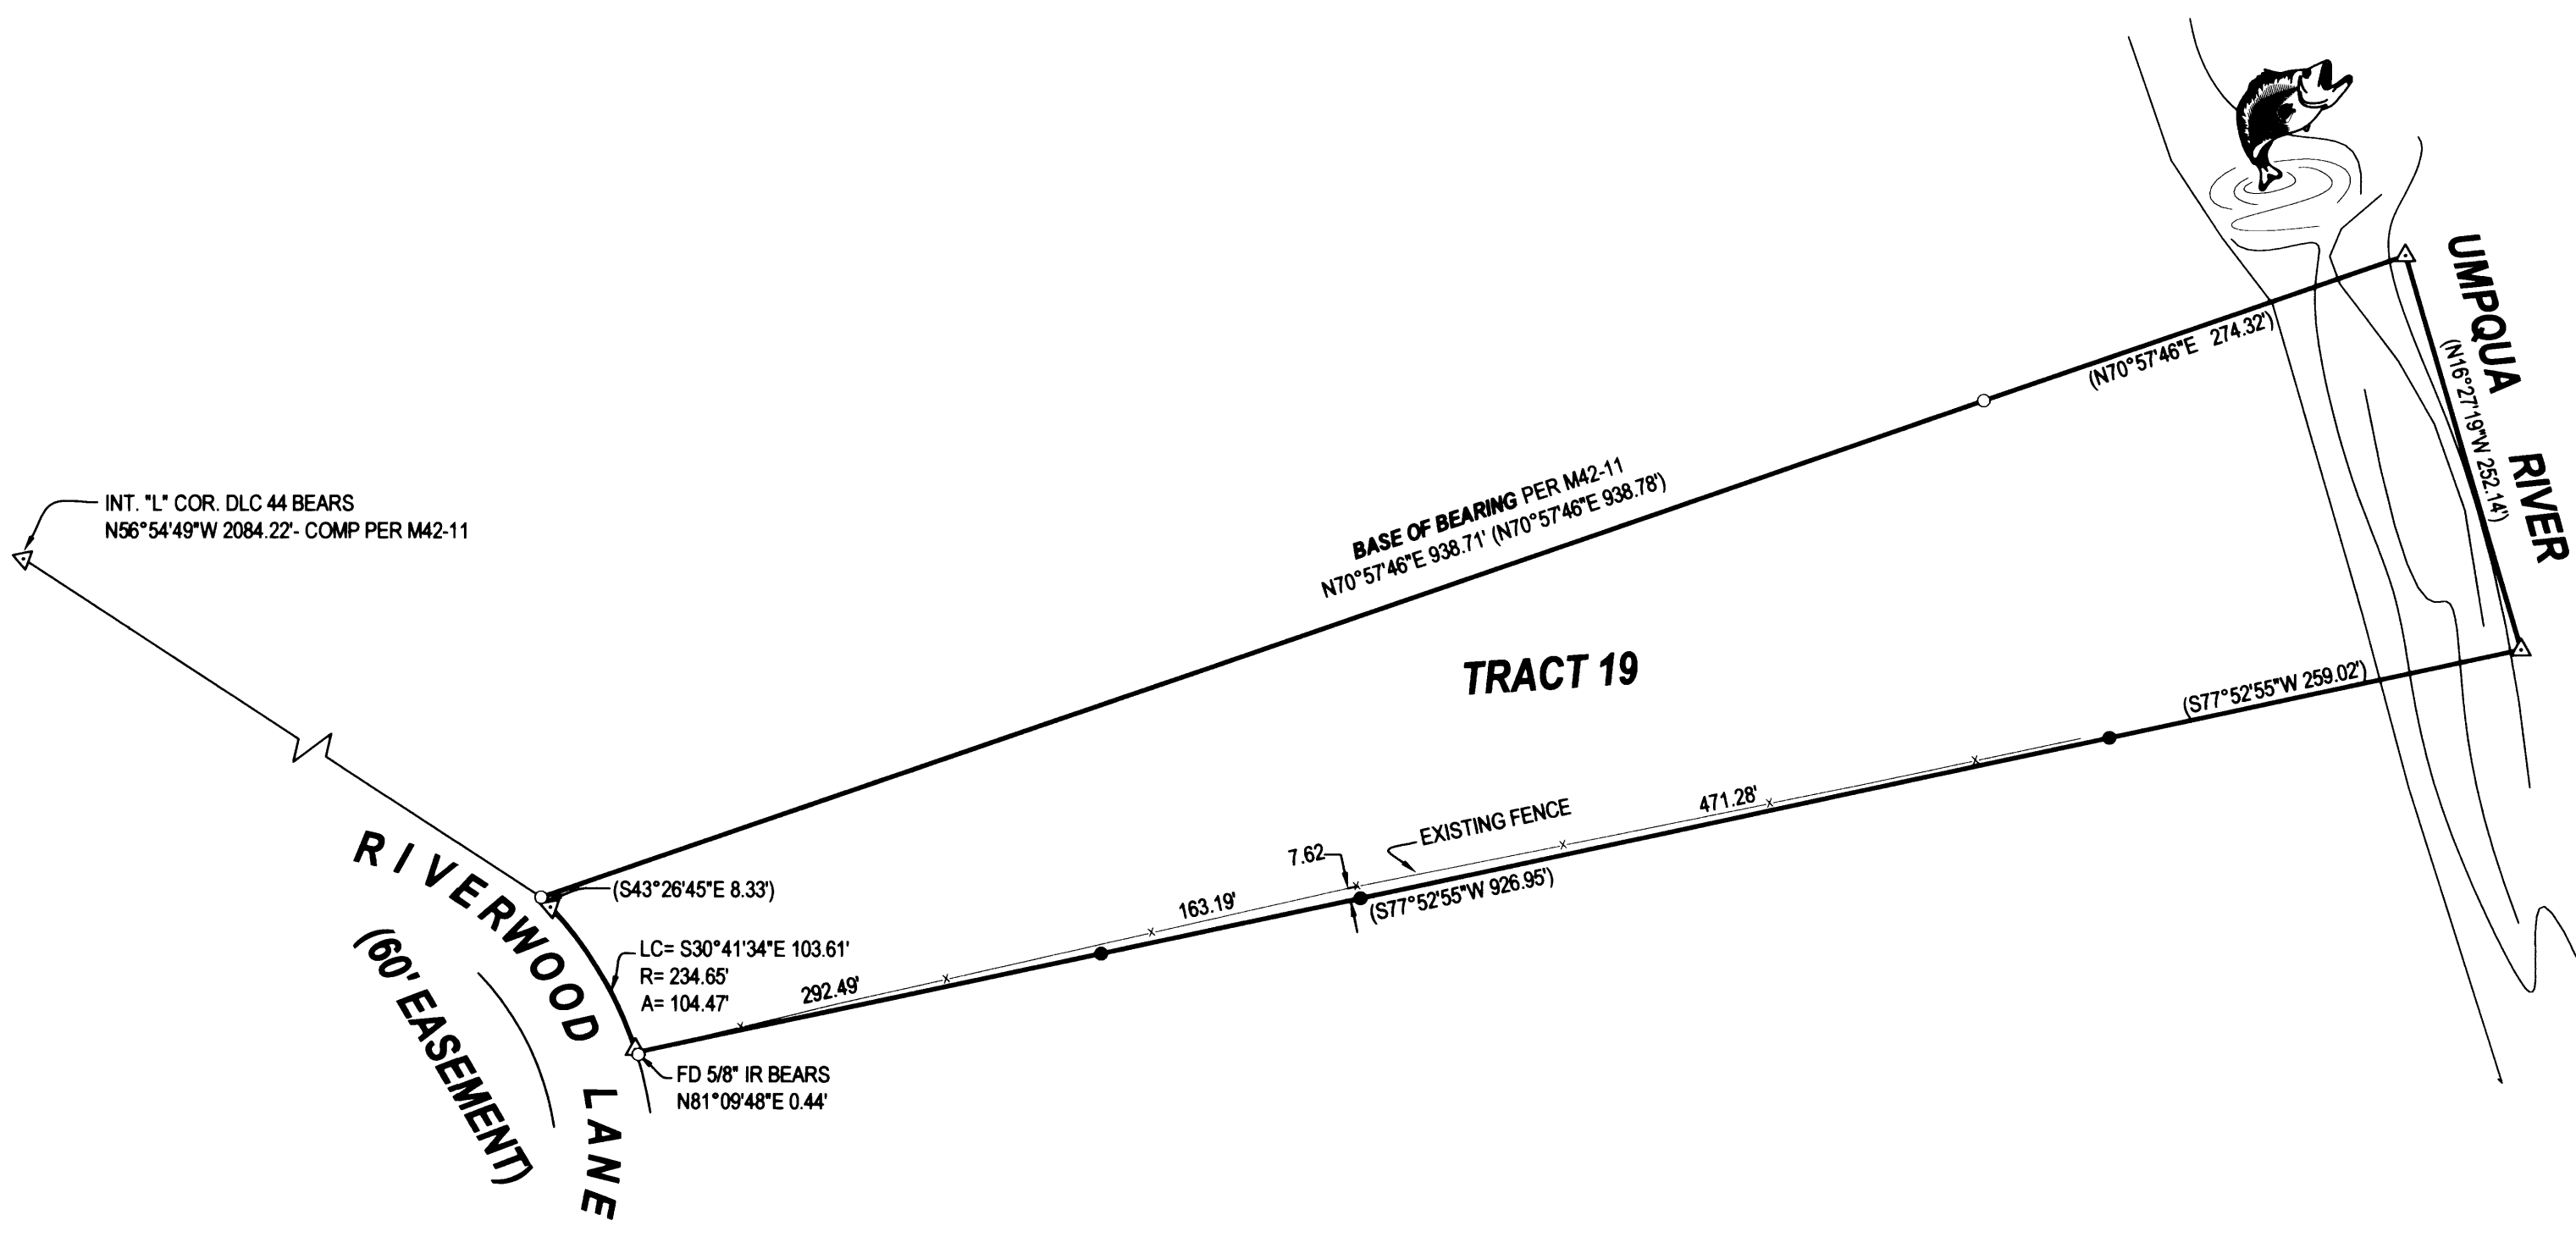 INT. "L" COR. DLC 44 BEARS
N56°54'49"W 2084.22'- COMP PER M42-11
BASE OF BEARING PER M42-11
N70°57'46"E 938.71' (N70°57'46"E 938.78')
(N70°57'46"E 274.32')
UMPQUA RIVER
(N16°27'19"W 252.14')
TRACT 19
(S77°52'55"W 259.02')
471.28'
EXISTING FENCE
7.62
(S77°52'55"W 926.95')
163.19'
292.49'
(S43°26'45"E 8.33')
LC= S30°41'34"E 103.61'
R= 234.65'
A= 104.47'
FD 5/8" IR BEARS
N81°09'48"E 0.44'
RIVERWOOD LANE
(60' EASEMENT)